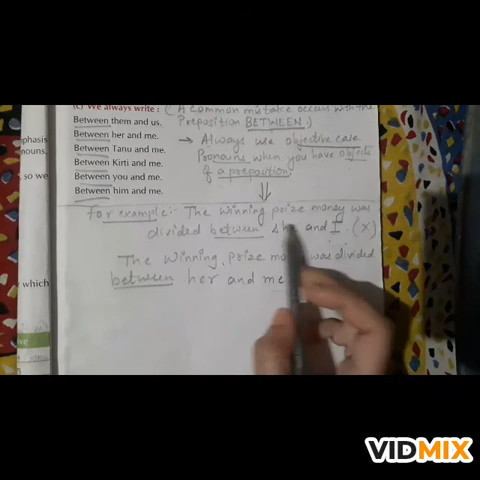 (c) We always write : ( A common mistake occurs with the
Between them and us. Preposition BETWEEN.)
Between her and me.
Between Tanu and me. → Always use objective case
Between Kirti and me. Pronouns when you have objects
Between you and me. of a preposition.
Between him and me.
phasis
nouns,
, so we
For example:- The winning prize money was
divided between she and I. (X)
The winning prize money was divided
between her and me
which
we
VIDMIX